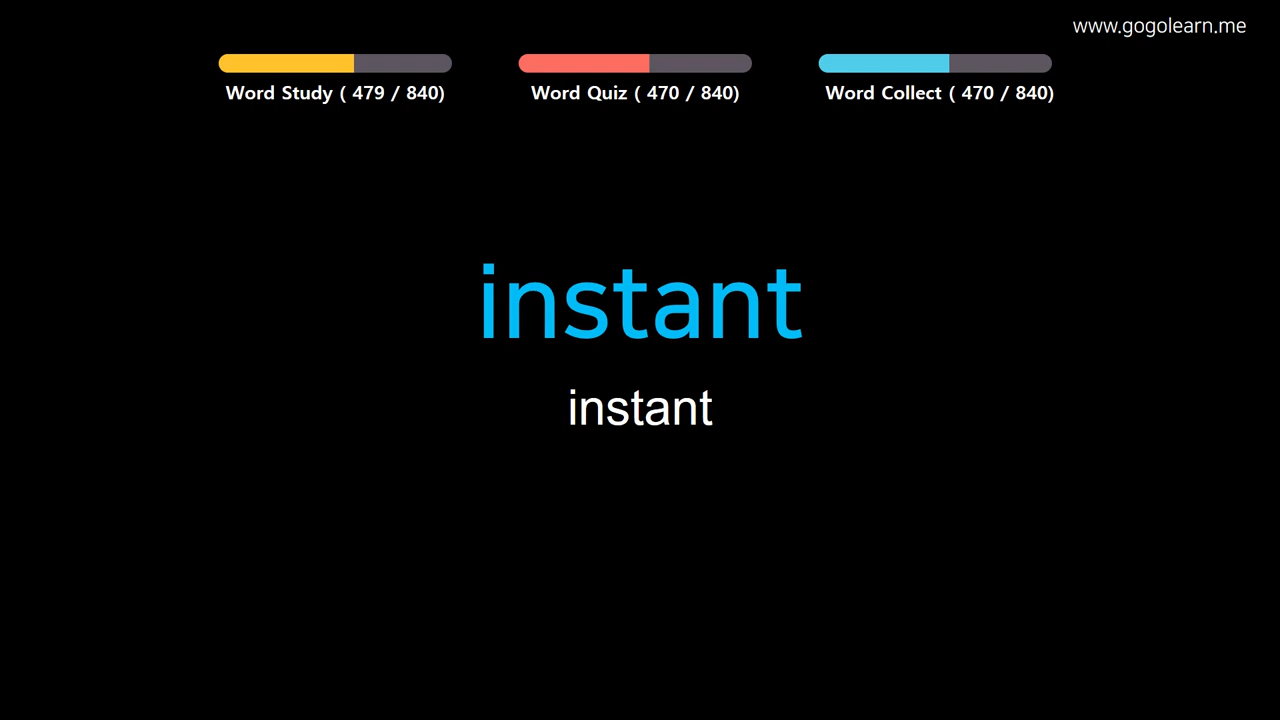 www.gogolearn.me
Word Study ( 479 / 840)
Word Quiz ( 470 / 840)
Word Collect ( 470 / 840)
instant
instant